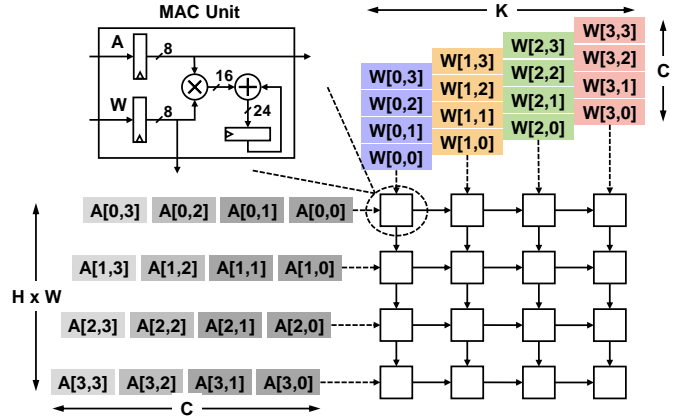 MAC Unit
A
8
16
24
W
8
K
W[0,3]
W[0,2]
W[0,1]
W[0,0]
W[1,3]
W[1,2]
W[1,1]
W[1,0]
W[2,3]
W[2,2]
W[2,1]
W[2,0]
W[3,3]
W[3,2]
W[3,1]
W[3,0]
C
H x W
A[0,3] A[0,2] A[0,1] A[0,0]
A[1,3] A[1,2] A[1,1] A[1,0]
A[2,3] A[2,2] A[2,1] A[2,0]
A[3,3] A[3,2] A[3,1] A[3,0]
C